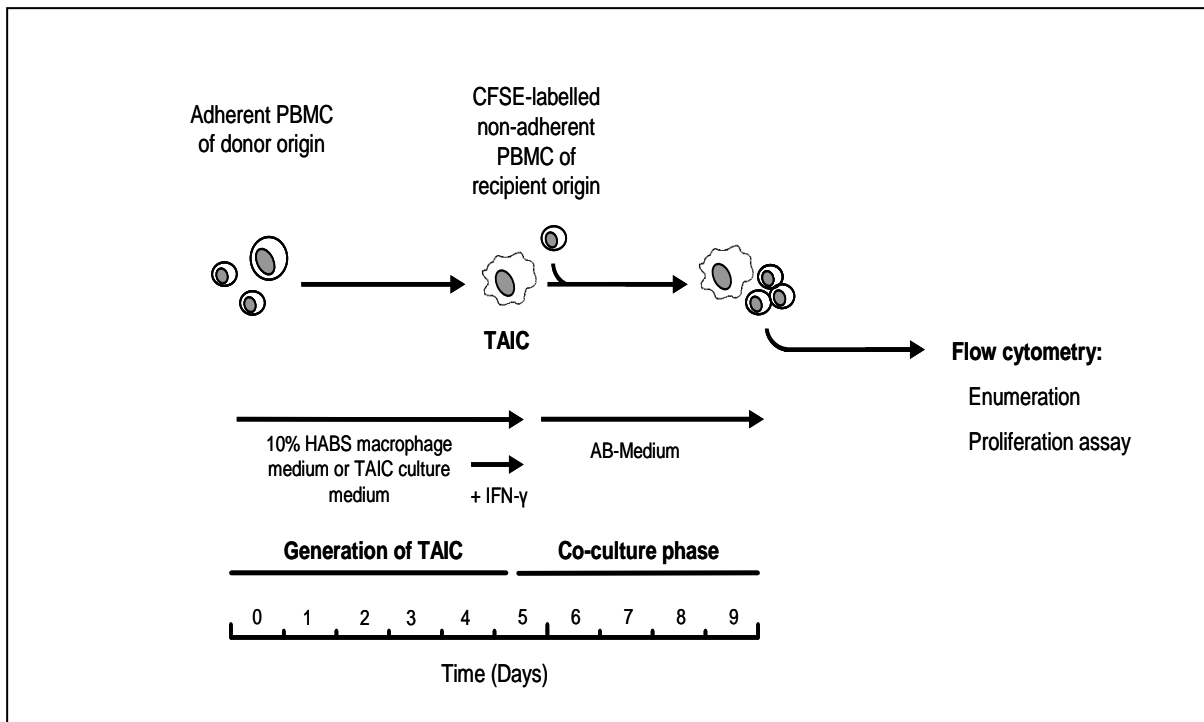 Adherent PBMC
of donor origin
CFSE-labelled
non-adherent
PBMC of
recipient origin
TAIC
Flow cytometry:
Enumeration
Proliferation assay
10% HABS macrophage
medium or TAIC culture
medium
+ IFN-γ
AB-Medium
Generation of TAIC
Co-culture phase
0 1 2 3 4 5 6 7 8 9
Time (Days)